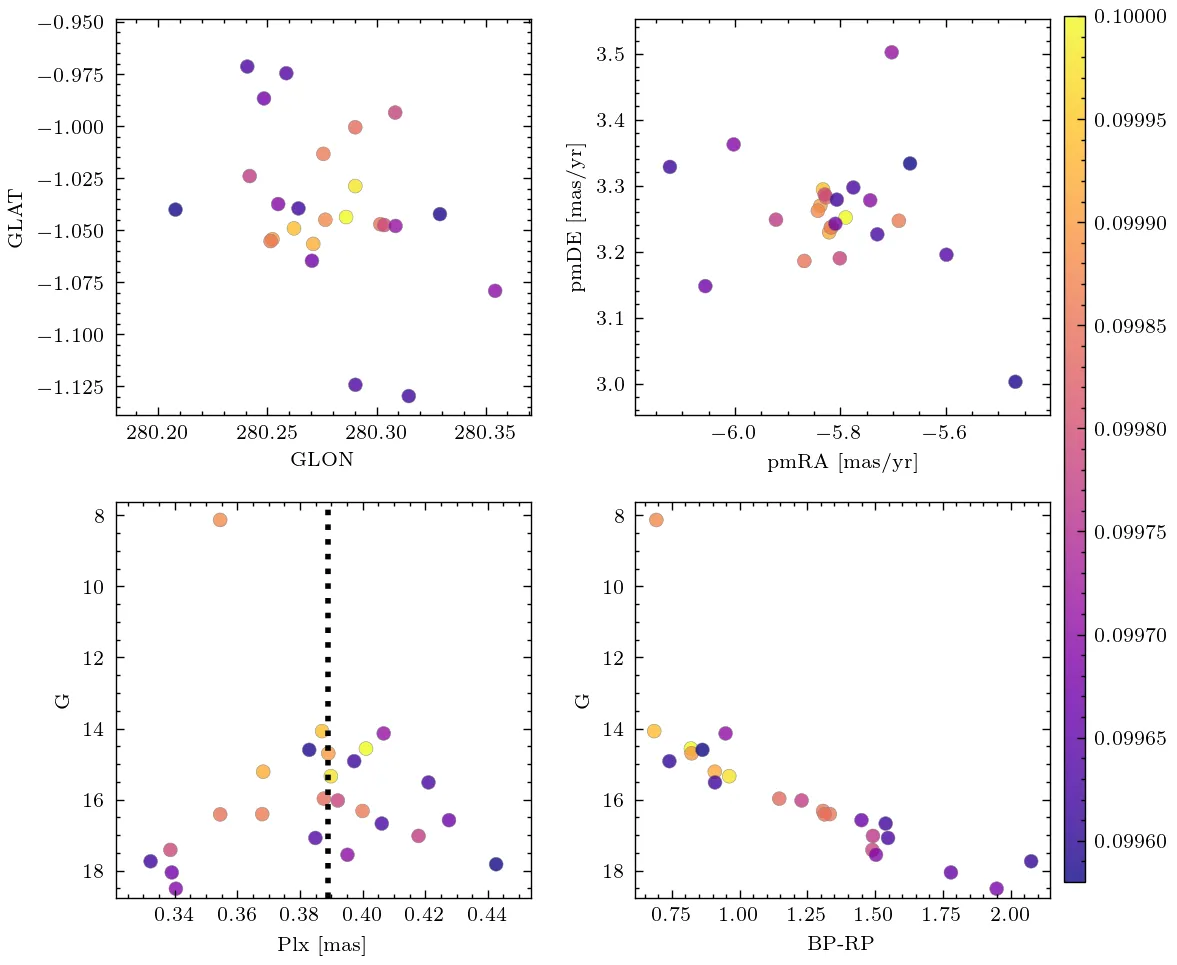 −0.950
−0.975
−1.000
−1.025
−1.050
−1.075
−1.100
−1.125
GLAT
280.20 280.25 280.30 280.35
GLON
3.5
3.4
3.3
3.2
3.1
3.0
pmDE [mas/yr]
−6.0 −5.8 −5.6
pmRA [mas/yr]
8
10
12
14
16
18
G
0.34 0.36 0.38 0.40 0.42 0.44
Plx [mas]
8
10
12
14
16
18
G
0.75 1.00 1.25 1.50 1.75 2.00
BP-RP
0.10000
0.09995
0.09990
0.09985
0.09980
0.09975
0.09970
0.09965
0.09960